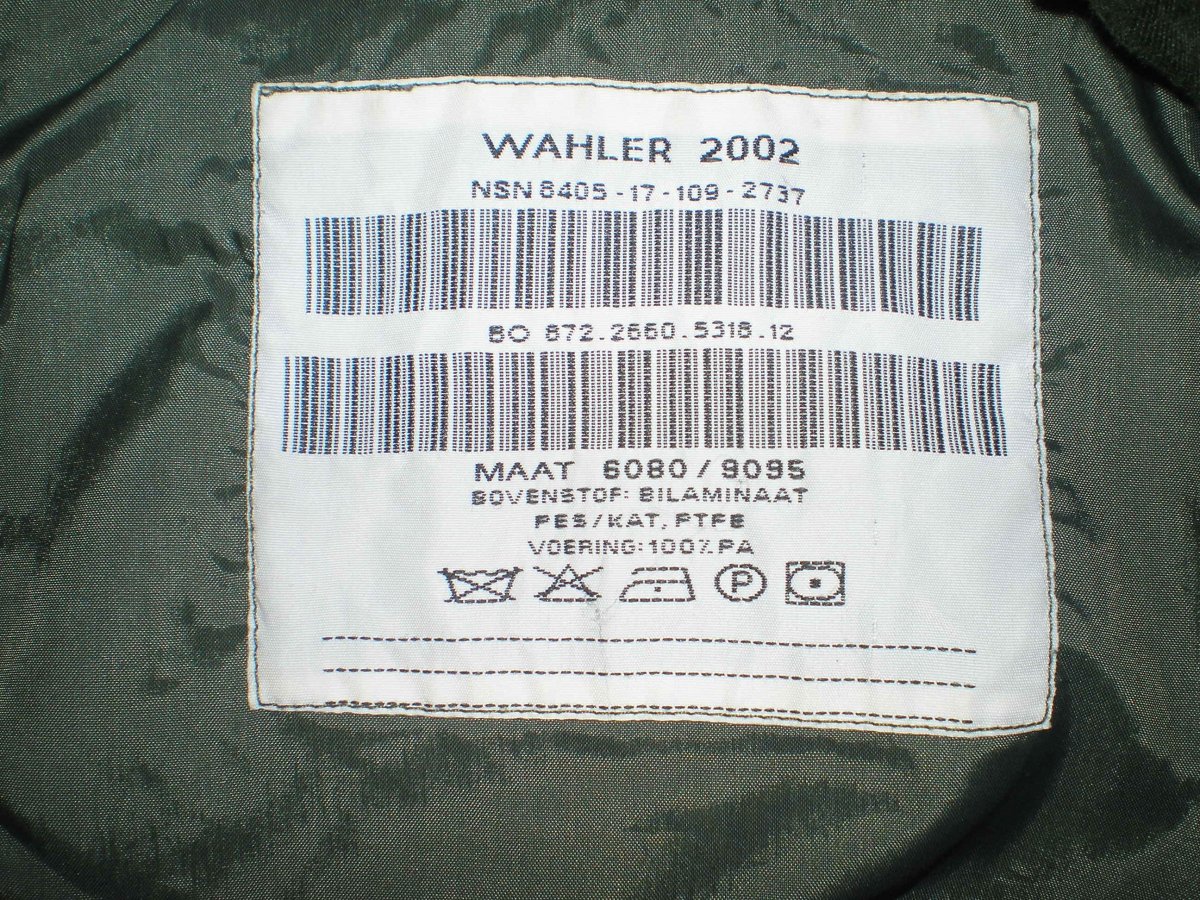 WAHLER 2002
NSN 8405-17-109-2737
BO 872.2660.5318.12
MAAT 6080/9095
BOVENSTOF: BILAMINAAT
PES/KAT, PTFE
VOERING: 100% PA
P